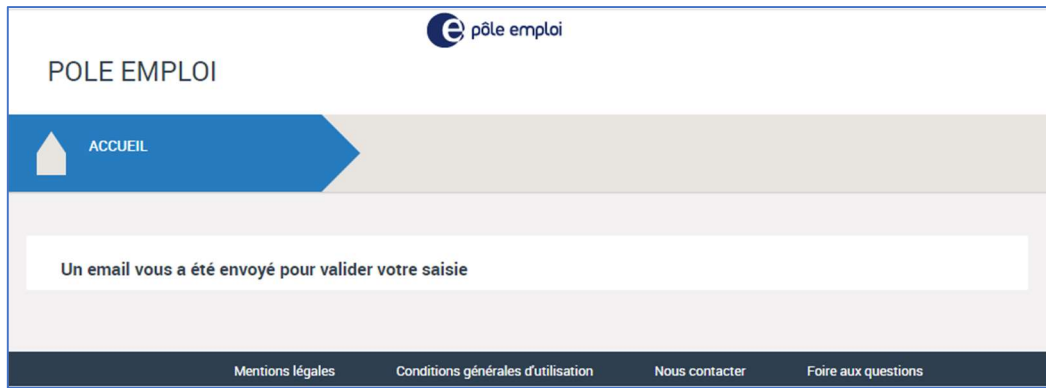 pôle emploi
POLE EMPLOI
ACCUEIL
Un email vous a été envoyé pour valider votre saisie
Mentions légales Conditions générales d'utilisation Nous contacter Foire aux questions